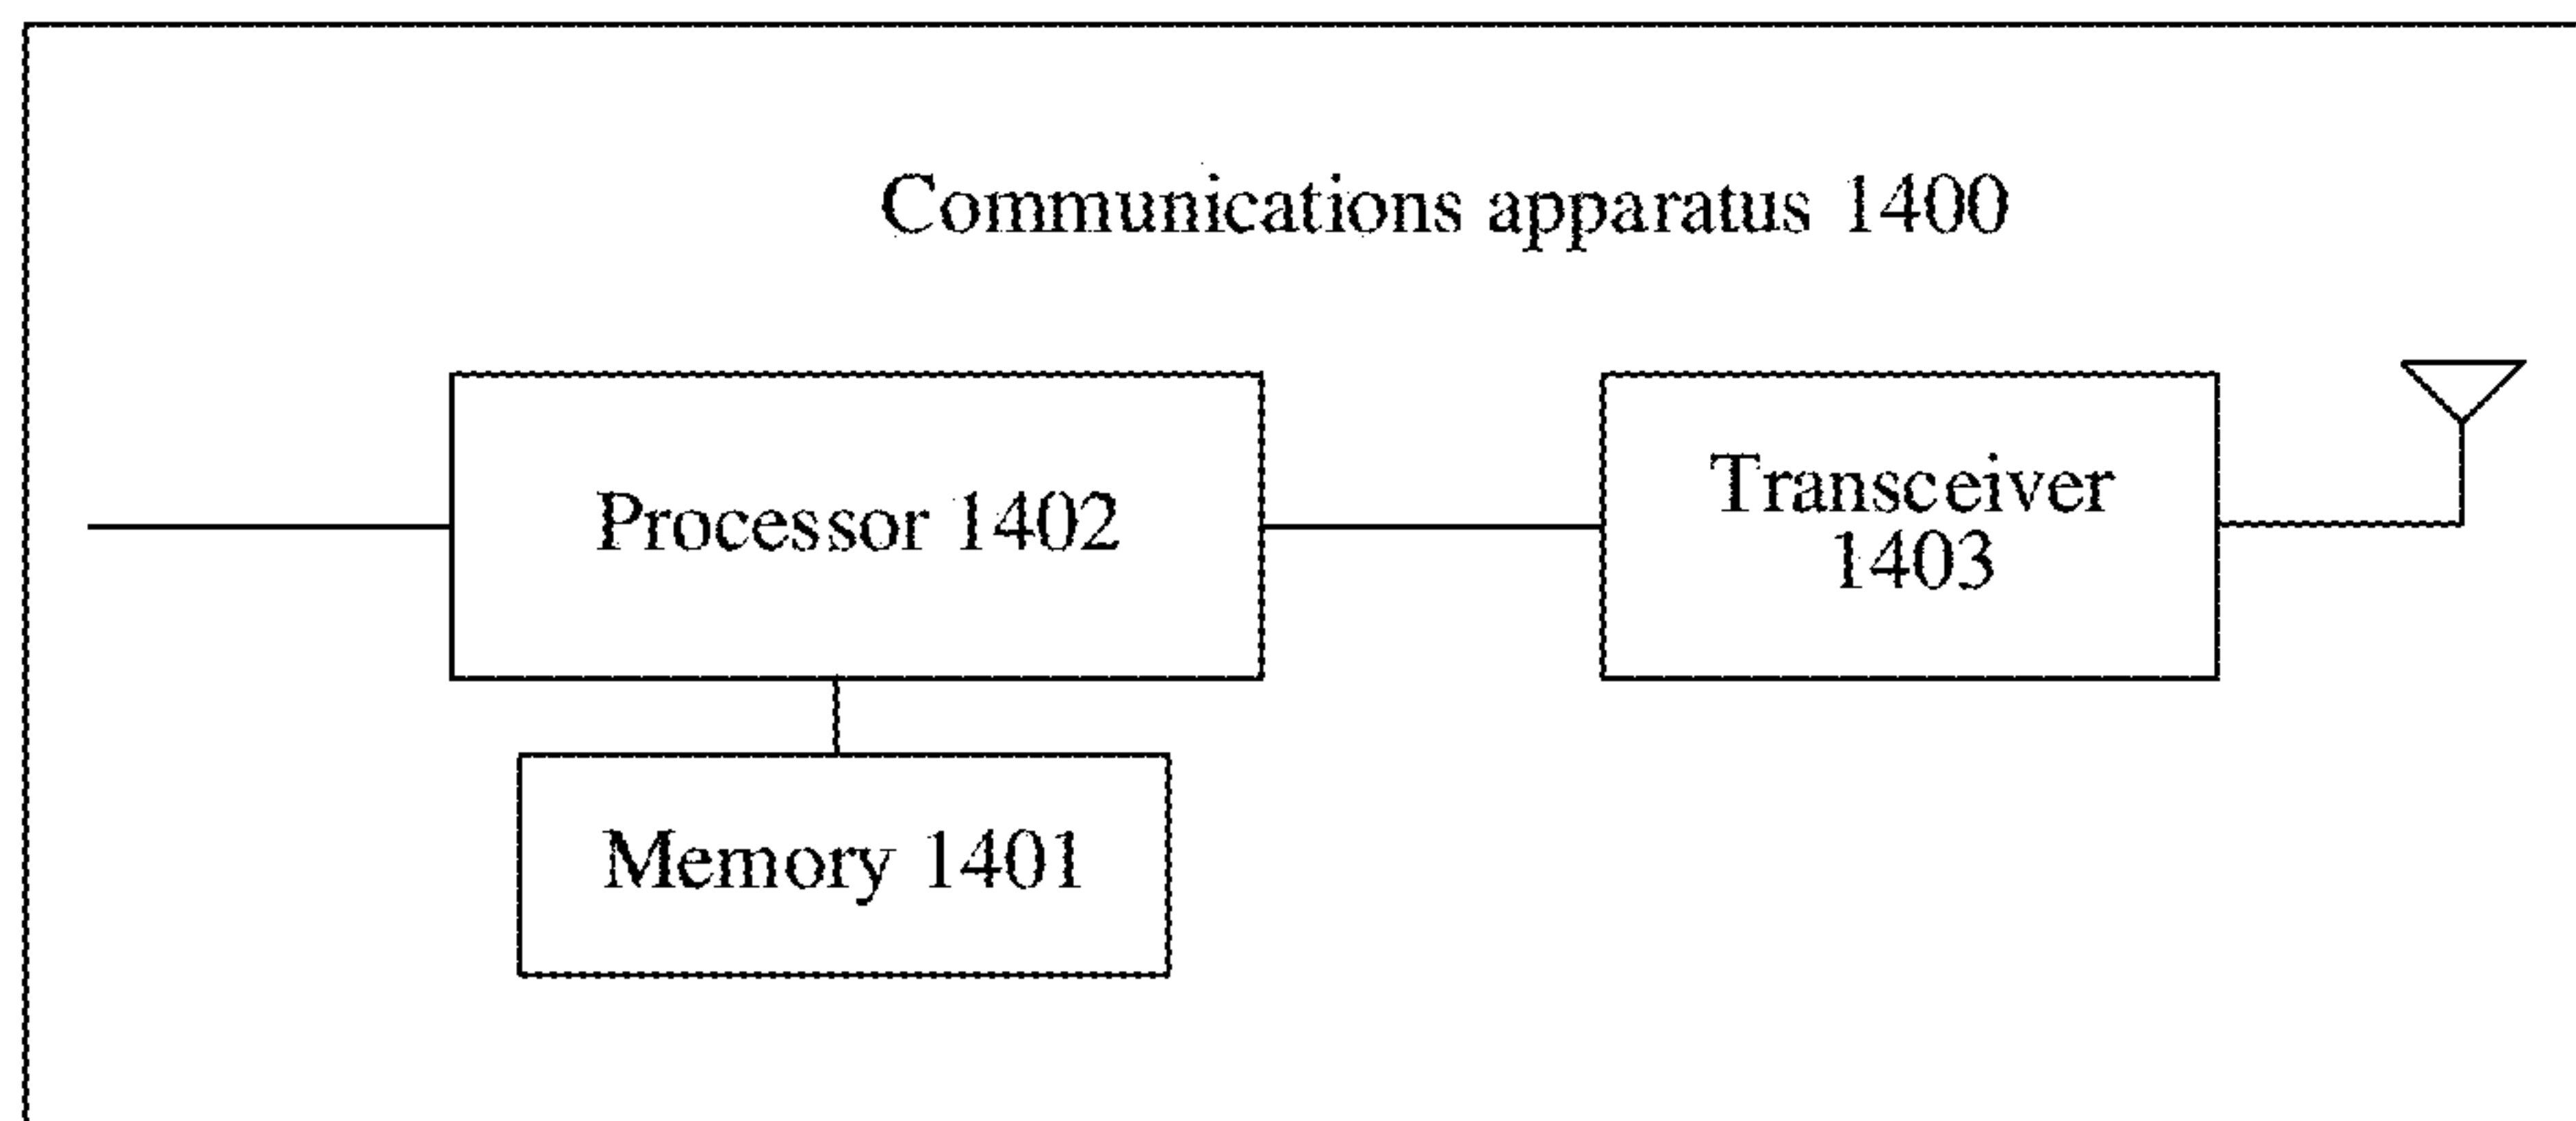 Communications apparatus 1400
Processor 1402
Transceiver
1403
Memory 1401